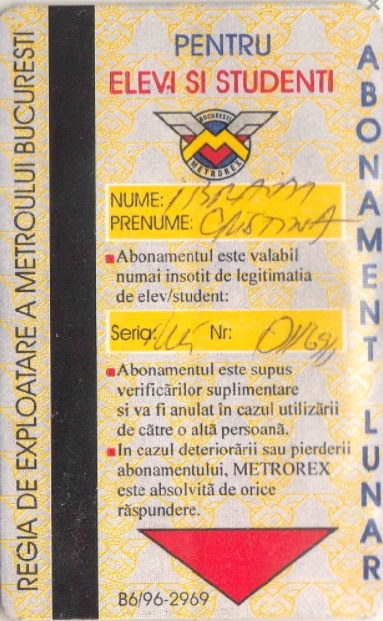 PENTRU
ELEVI SI STUDENTI
BUCURESTI
METROREX
NUME:
PRENUME: CRISTINA
Abonamentul este valabil
numai insotit de legitimatia
de elev/student:
Seria: Nr:
Abonamentul este supus
verificărilor suplimentare
si va fi anulat în cazul utilizării
de către o altă persoană.
In cazul deteriorării sau pierderii
abonamentului, METROREX
este absolvită de orice
răspundere.
B6/96-2969
REGIA DE EXPLOATARE A METROULUI BUCURESTI
ABONAMENT LUNAR